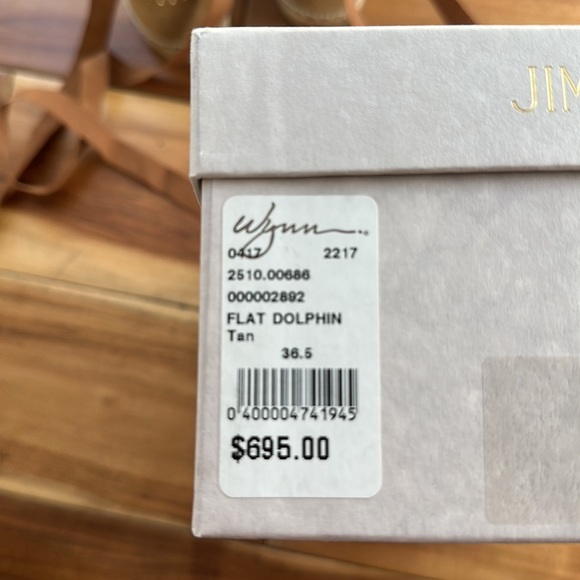 JIM
Wynn
0417 2217
2510.00686
000002892
FLAT DOLPHIN
Tan
36.5
0 400004741945
$695.00